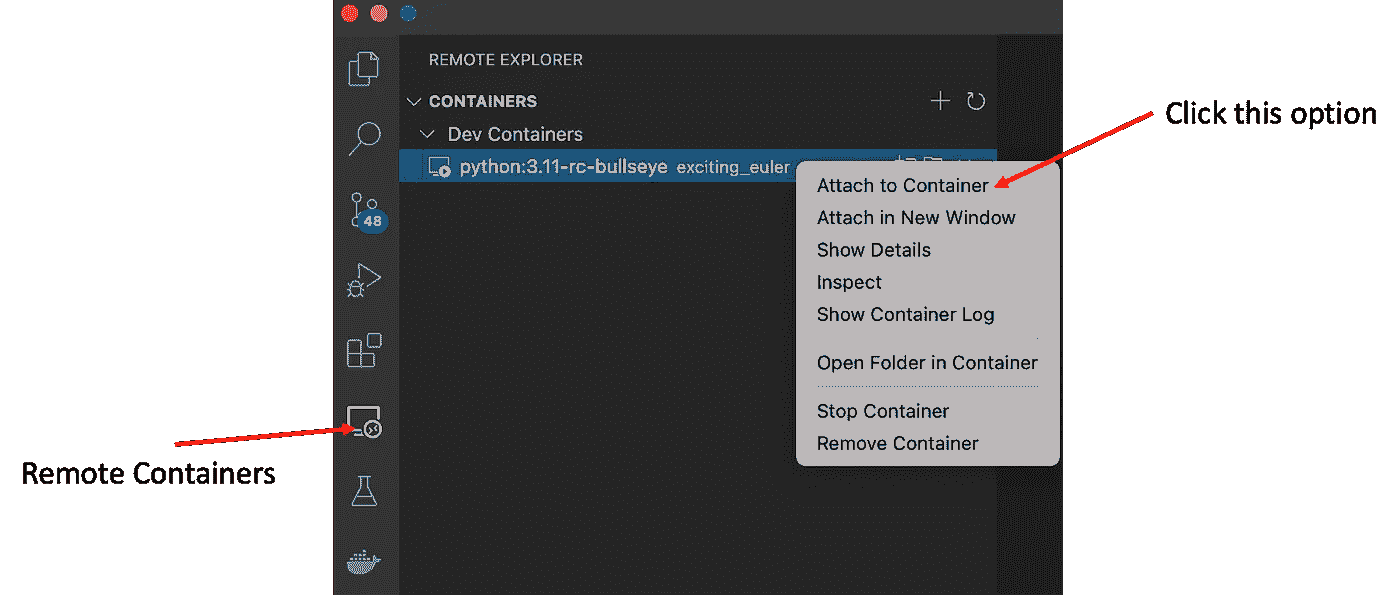 REMOTE EXPLORER
CONTAINERS
Click this option
Dev Containers
python:3.11-rc-bullseye exciting_euler
Attach to Container
Attach in New Window
48
Show Details
Inspect
Show Container Log
Open Folder in Container
Stop Container
Remove Container
Remote Containers